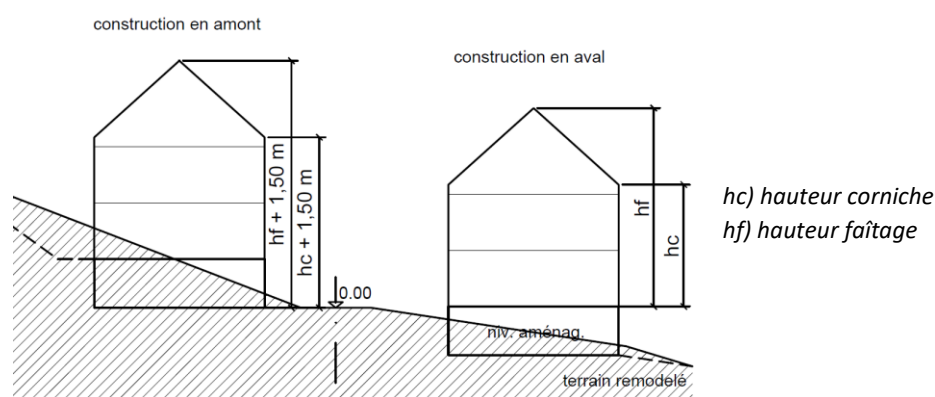 construction en amont
construction en aval
hf + 1,50 m
hc + 1,50 m
hf
hc
hc) hauteur corniche
hf) hauteur faîtage
0.00
niv. aménag.
terrain remodelé